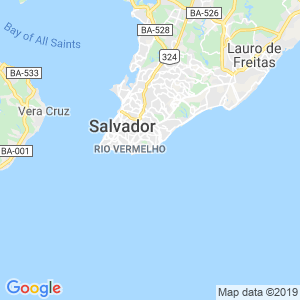 BA-526
Bay of All Saints
BA-528
Lauro de
Freitas
324
BA-533
Vera Cruz
Salvador
RIO VERMELHO
BA-001
Google
Map data ©2019